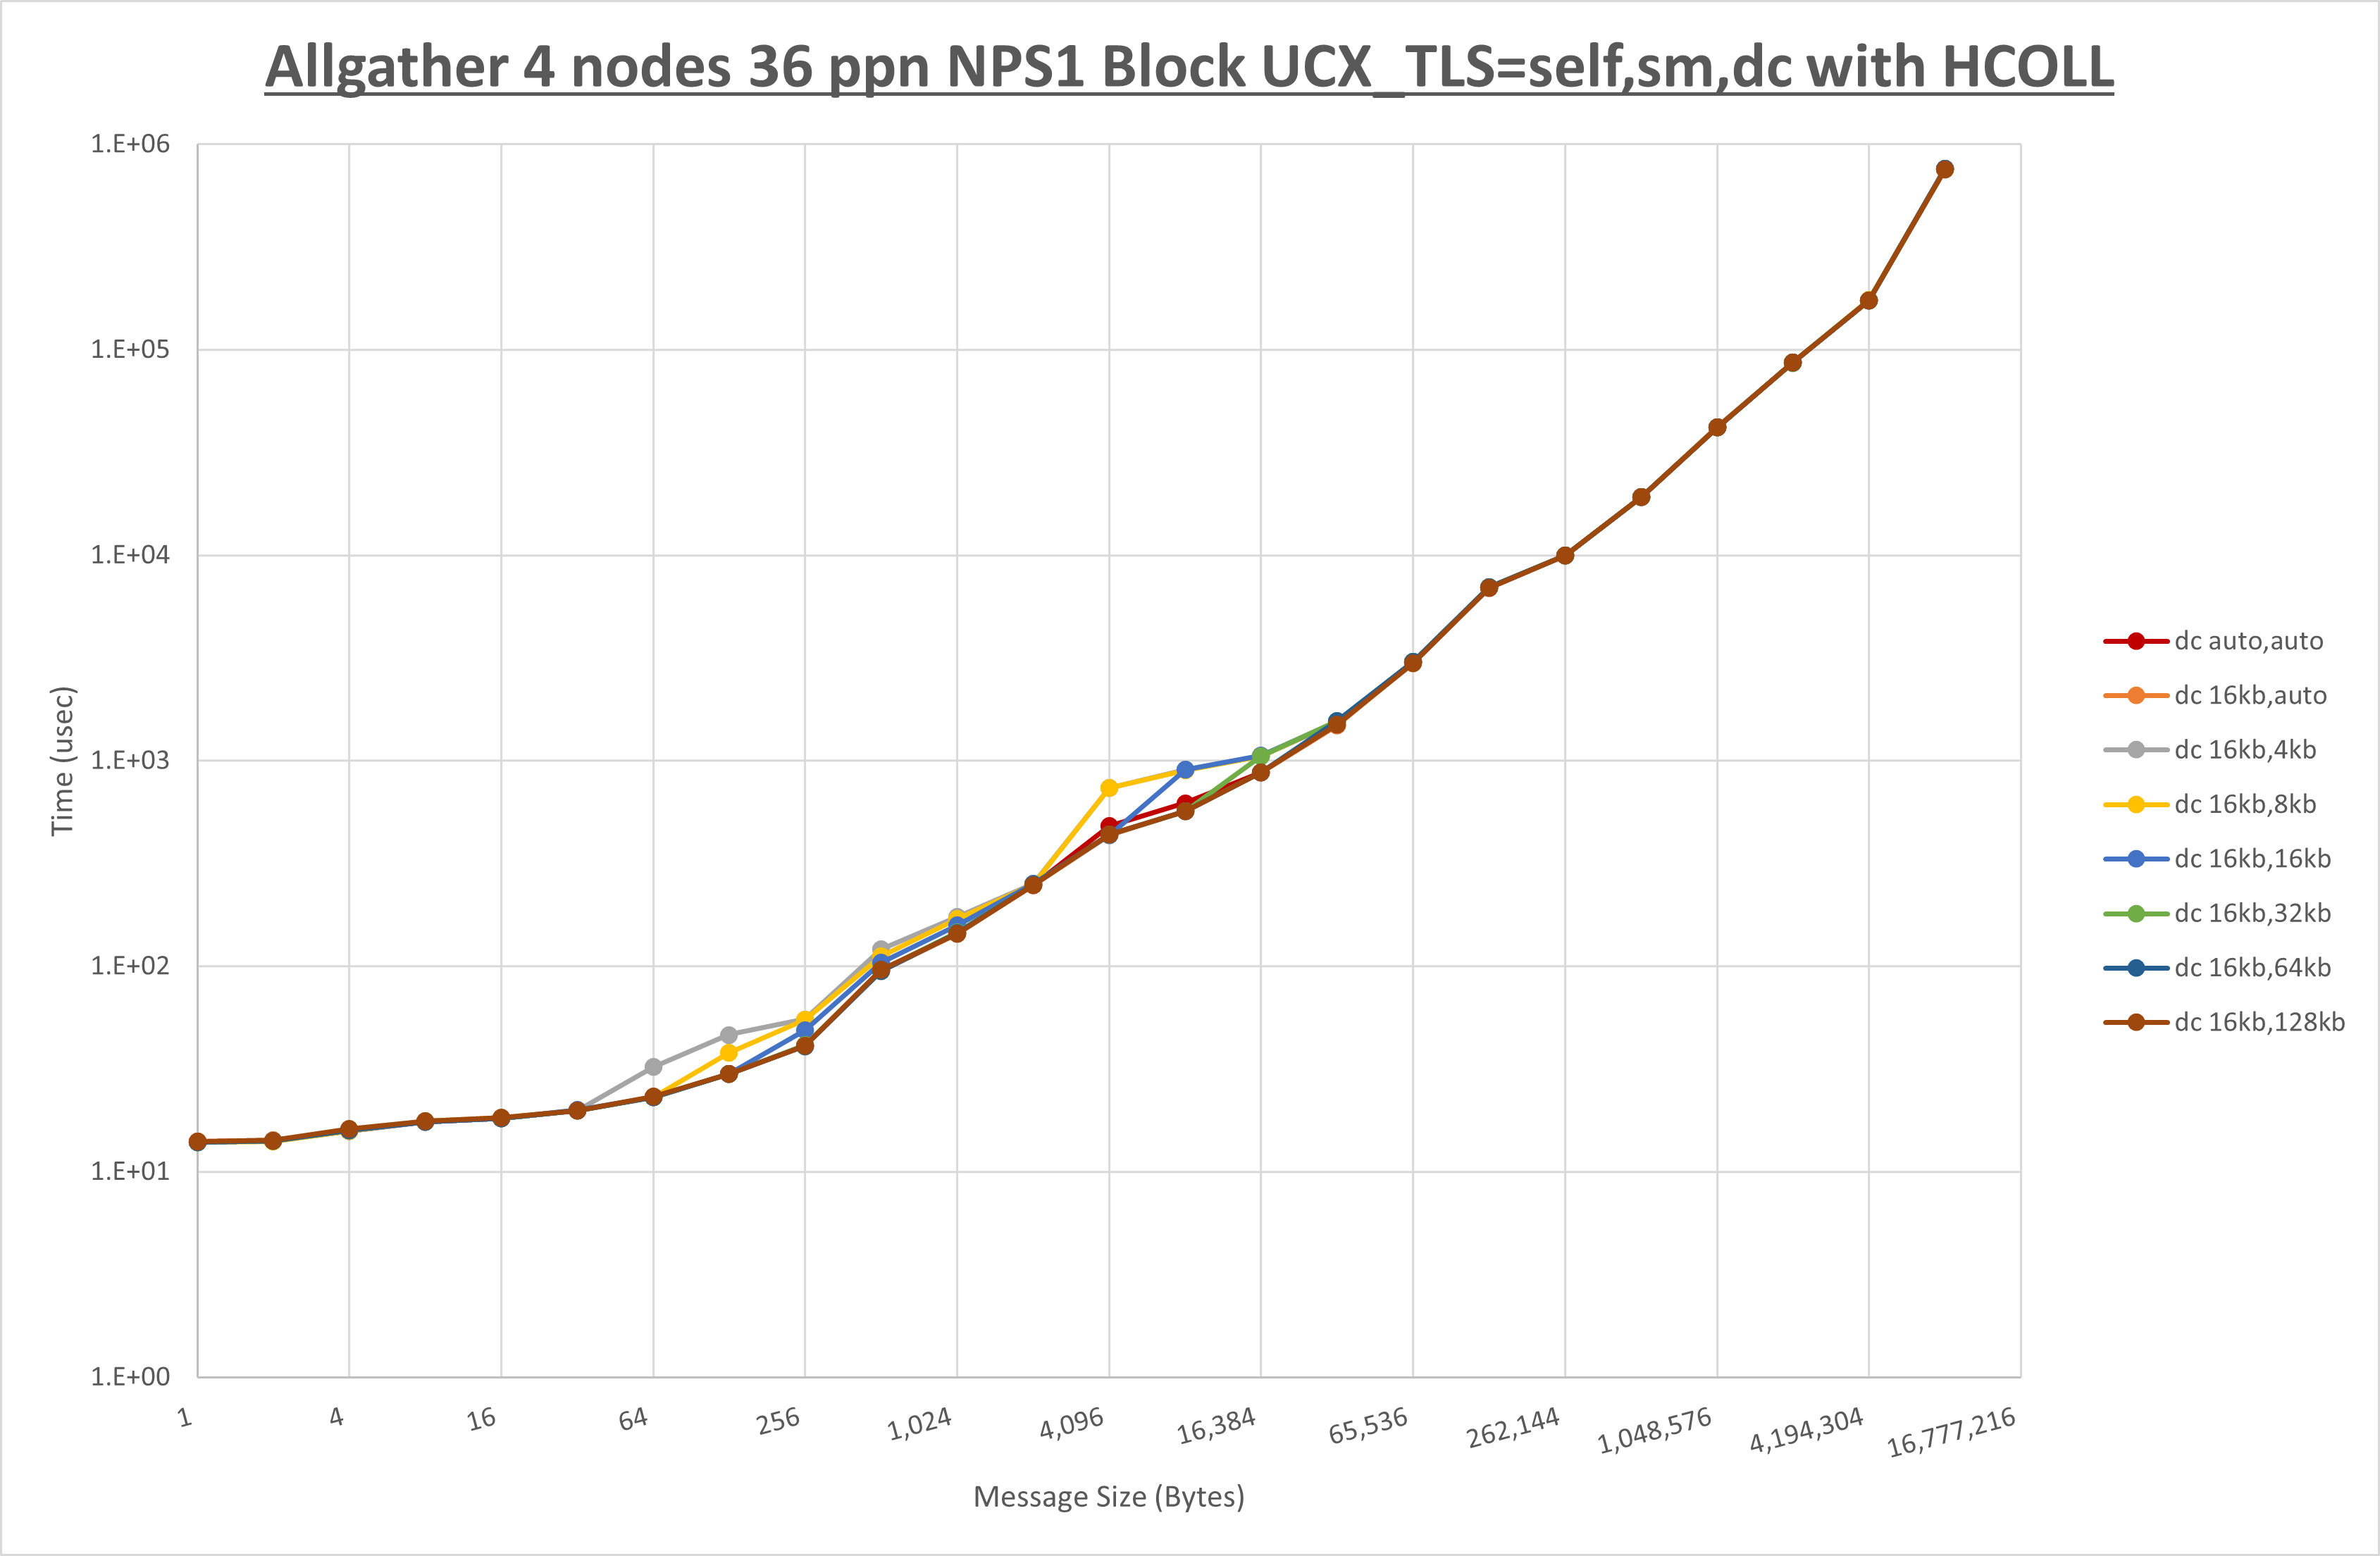 Allgather 4 nodes 36 ppn NPS1 Block UCX_TLS=self,sm,dc with HCOLL
1.E+06
1.E+05
1.E+04
1.E+03
1.E+02
1.E+01
1.E+00
Time (usec)
1
4
16
64
256
1,024
4,096
16,384
65,536
262,144
1,048,576
4,194,304
16,777,216
Message Size (Bytes)
dc auto,auto
dc 16kb,auto
dc 16kb,4kb
dc 16kb,8kb
dc 16kb,16kb
dc 16kb,32kb
dc 16kb,64kb
dc 16kb,128kb